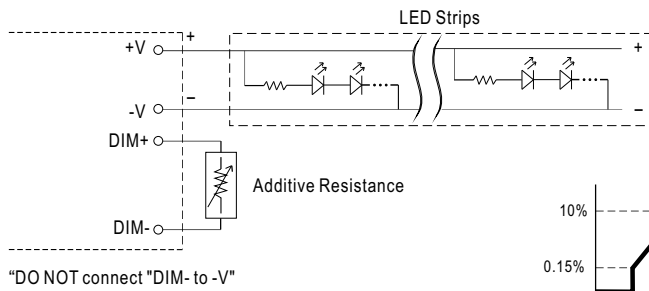 LED Strips
+V
+
+
-V
–
–
DIM+
Additive Resistance
DIM-
"DO NOT connect "DIM- to -V"
10%
0.15%